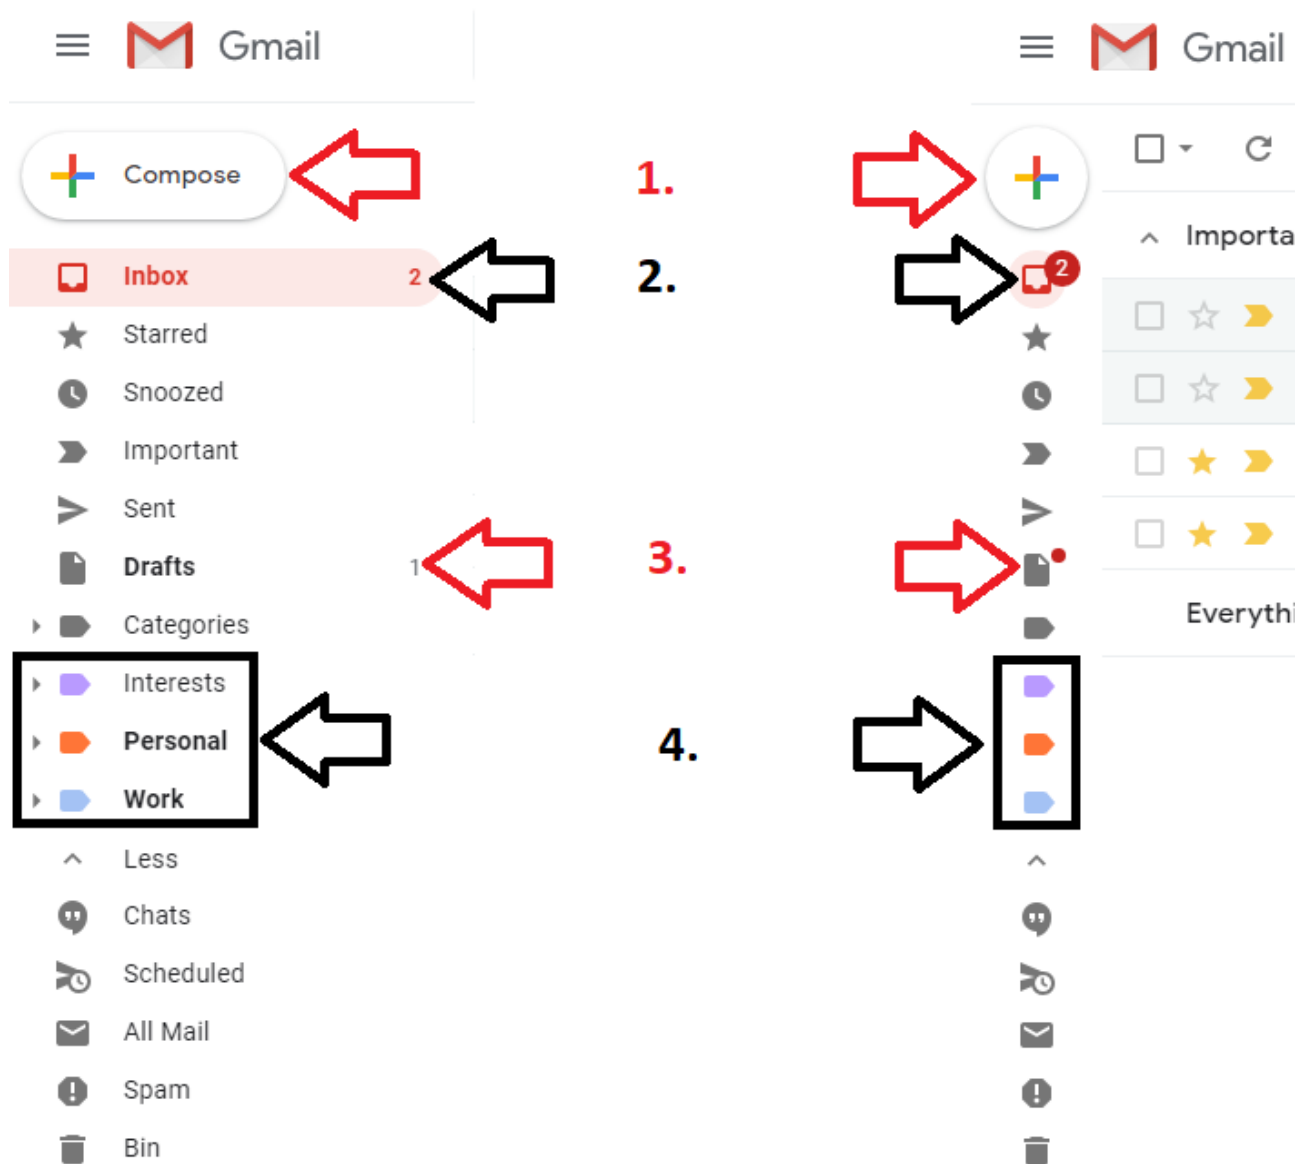 Gmail
Gmail
Compose
1.
Importa
Inbox 2
2.
2
Starred
Snoozed
Important
Sent
Drafts 1
3.
Everythi
Categories
Interests
Personal
4.
Work
Less
Chats
Scheduled
All Mail
Spam
Bin